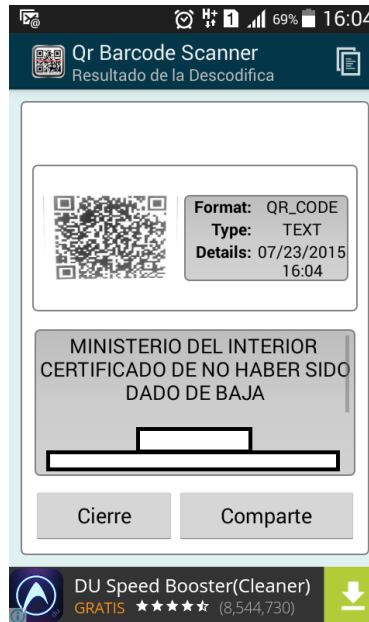 1 69% 16:04
Qr Barcode Scanner
Resultado de la Descodifica
Format: QR_CODE
Type: TEXT
Details: 07/23/2015
16:04
MINISTERIO DEL INTERIOR
CERTIFICADO DE NO HABER SIDO
DADO DE BAJA
Cierre
Comparte
DU Speed Booster(Cleaner)
GRATIS ★★★★★ (8,544,730)